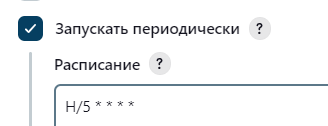 Запускать периодически ?
Расписание ?
H/5 * * * *